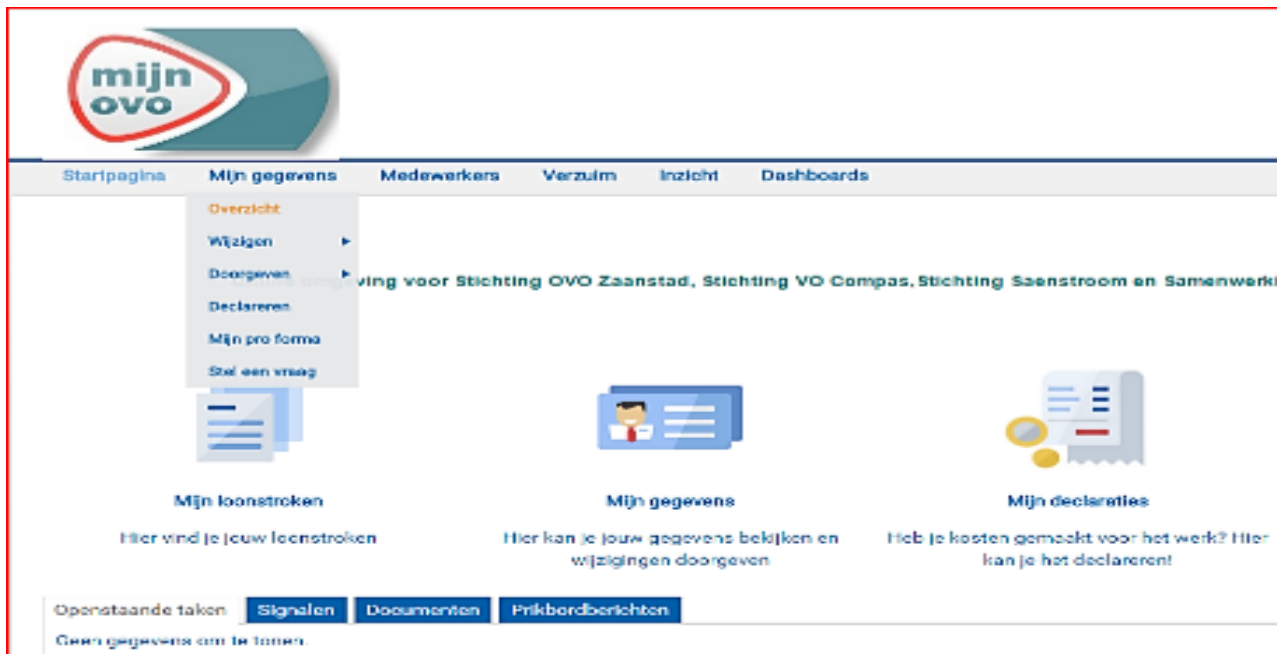 mijn
ovo
Startpagina Mijn gegevens Medewerkers Verzuim Inzicht Dashboards
Overzicht
Wijzigen
Doorgeven
Declareren
Mijn pro forma
Stel een vraag
ving voor Stichting OVO Zaanstad, Stichting VO Compas, Stichting Saenstroom en Samenwerki
Mijn loonstroken Mijn gegevens Mijn declaraties
Hier vind je jouw loonstroken Hier kan je jouw gegevens bekijken en Heb je kosten gemaakt voor het werk? Hier
wijzigingen doorgeven kan je het declareren!
Openstaande taken Signalen Documenten Prikbordberichten
Geen gegevens om te tonen.